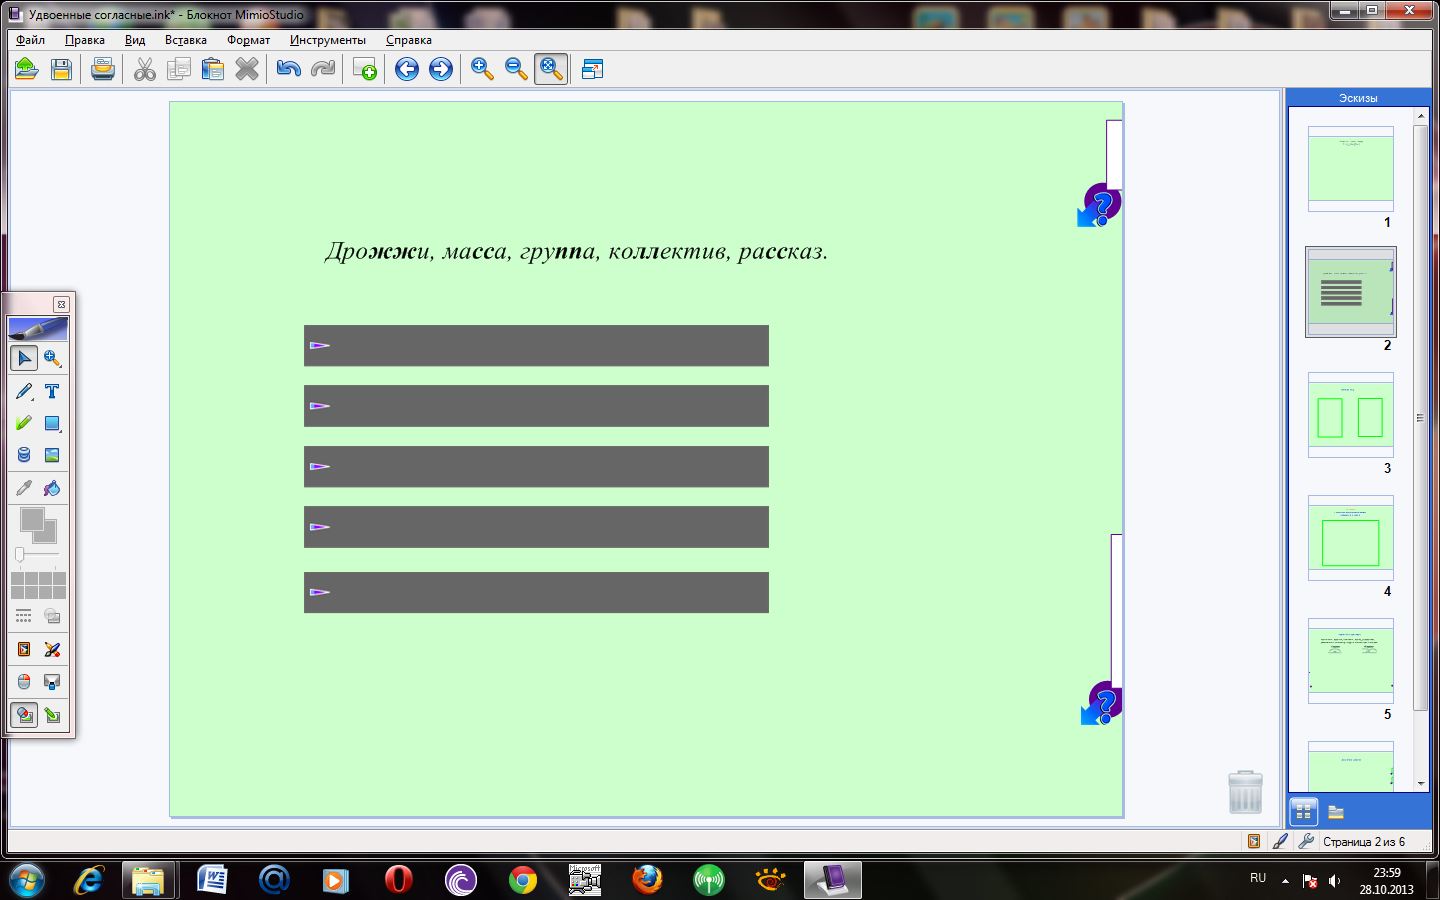 Удвоенные согласные.ink* - Блокнот MimioStudio
Файл Правка Вид Вставка Формат Инструменты Справка
Эскизы
Дрожжи, масса, группа, коллектив, рассказ.
1
2
3
4
5
Страница 2 из 6
RU
23:59
28.10.2013